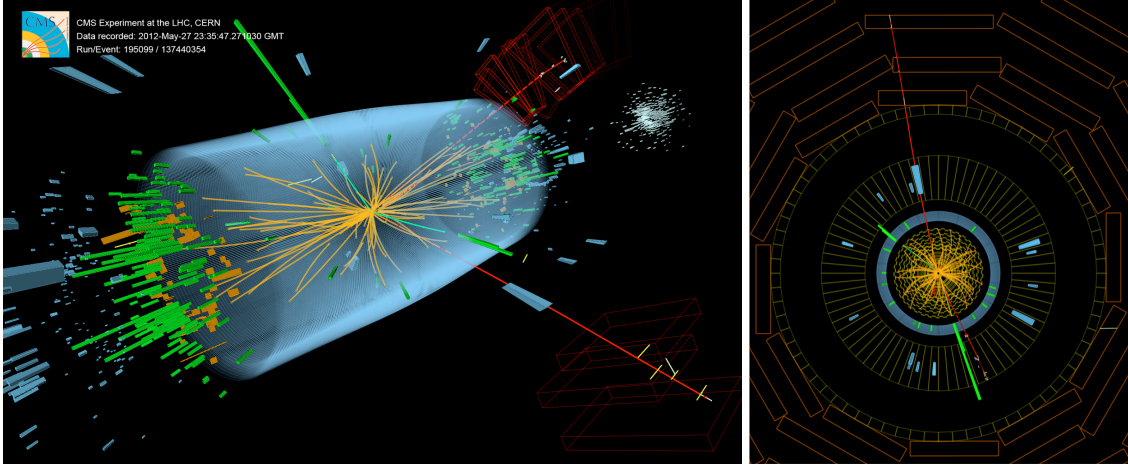 CMS
CMS Experiment at the LHC, CERN
Data recorded: 2012-May-27 23:35:47.271030 GMT
Run/Event: 195099 / 137440354